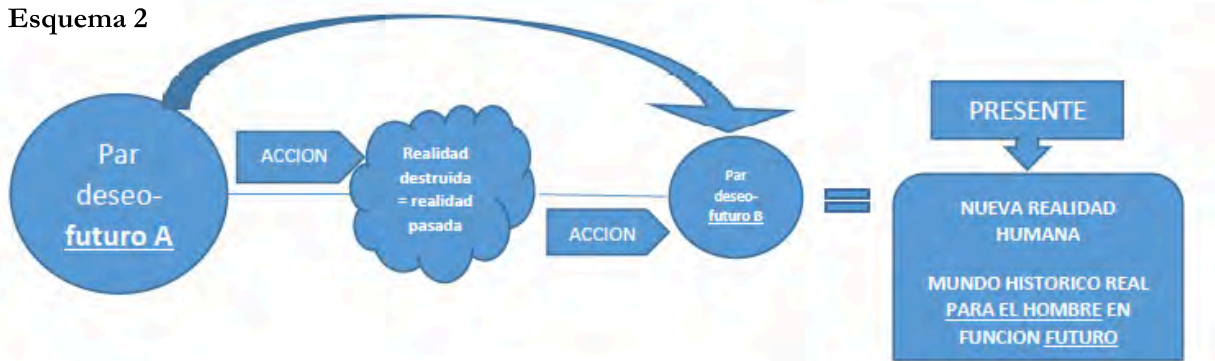 Esquema 2
Par
deseo-
futuro A
ACCION
Realidad
destruida
= realidad
pasada
ACCION
Par
deseo-
futuro B
PRESENTE
NUEVA REALIDAD
HUMANA
MUNDO HISTORICO REAL
PARA EL HOMBRE EN
FUNCION FUTURO